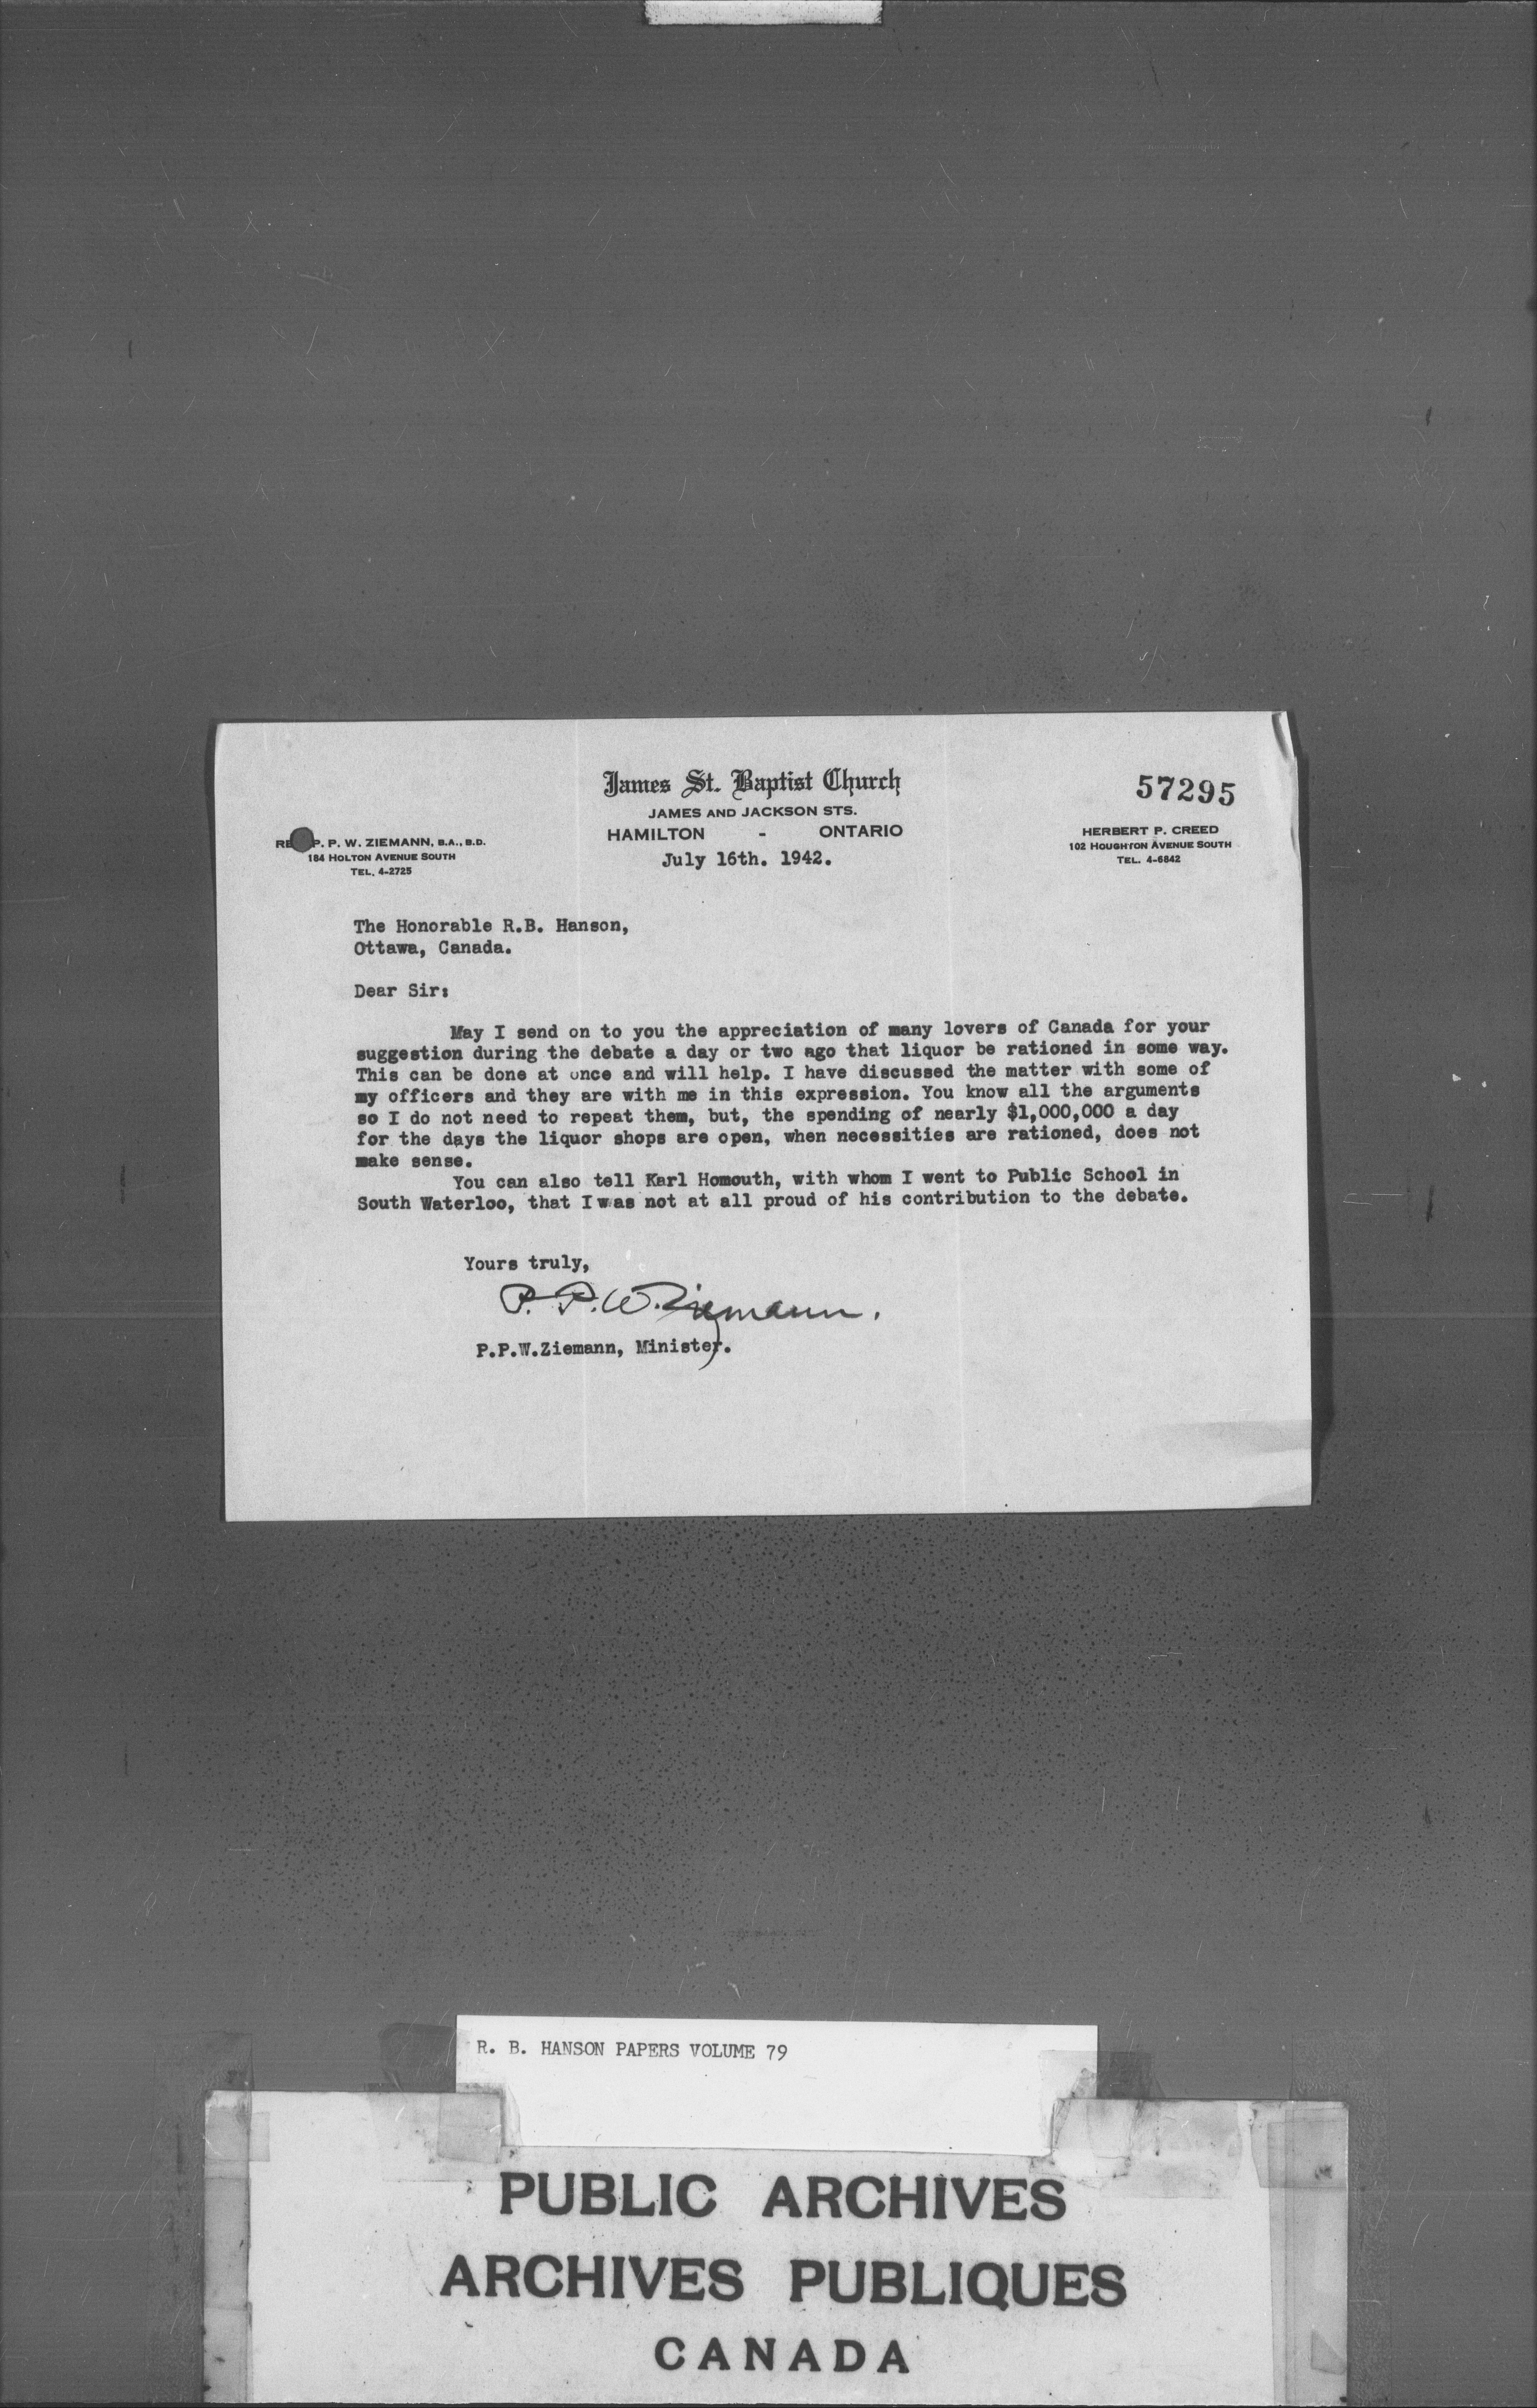 James St. Baptist Church
57295
JAMES AND JACKSON STS.
HAMILTON - ONTARIO
P. P. W. ZIEMANN, B.A., B.D.
184 HOLTON AVENUE SOUTH
TEL. 4-2725
HERBERT P. CREED
102 HOUGHTON AVENUE SOUTH
TEL. 4-6842
July 16th. 1942.
The Honorable R.B. Hanson,
Ottawa, Canada.
Dear Sir:
May I send on to you the appreciation of many lovers of Canada for your
suggestion during the debate a day or two ago that liquor be rationed in some way.
This can be done at once and will help. I have discussed the matter with some of
my officers and they are with me in this expression. You know all the arguments
so I do not need to repeat them, but, the spending of nearly $1,000,000 a day
for the days the liquor shops are open, when necessities are rationed, does not
make sense.
You can also tell Karl Homouth, with whom I went to Public School in
South Waterloo, that I was not at all proud of his contribution to the debate.
Yours truly,
P. P. W. Ziemann.
P.P.W.Ziemann, Minister.
R. B. HANSON PAPERS VOLUME 79
PUBLIC ARCHIVES
ARCHIVES PUBLIQUES
CANADA